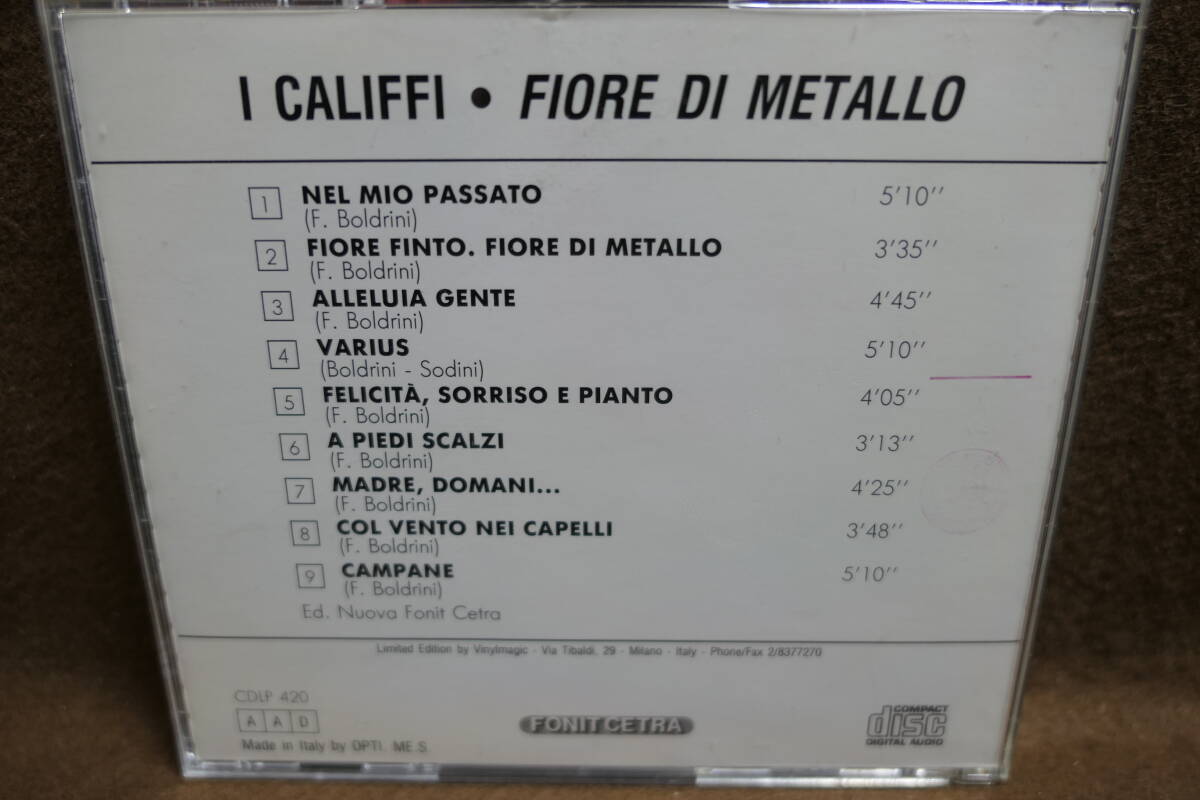 I CALIFFI • FIORE DI METALLO
1 NEL MIO PASSATO 5'10''
(F. Boldrini)
2 FIORE FINTO. FIORE DI METALLO 3'35''
(F. Boldrini)
3 ALLELUIA GENTE 4'45''
(F. Boldrini)
4 VARIUS 5'10''
(Boldrini - Sodini)
5 FELICITÀ, SORRISO E PIANTO 4'05''
(F. Boldrini)
6 A PIEDI SCALZI 3'13''
(F. Boldrini)
7 MADRE, DOMANI... 4'25''
(F. Boldrini)
8 COL VENTO NEI CAPELLI 3'48''
(F. Boldrini)
9 CAMPANE 5'10''
(F. Boldrini)
Ed. Nuova Fonit Cetra
Limited Edition by Vinylmagic - Via Tibaldi, 29 - Milano - Italy - Phone/Fax 2/8377270
CDLP 420
A A D
Made in Italy by OPTI. ME.S.
FONIT CETRA
COMPACT
disc
DIGITAL AUDIO